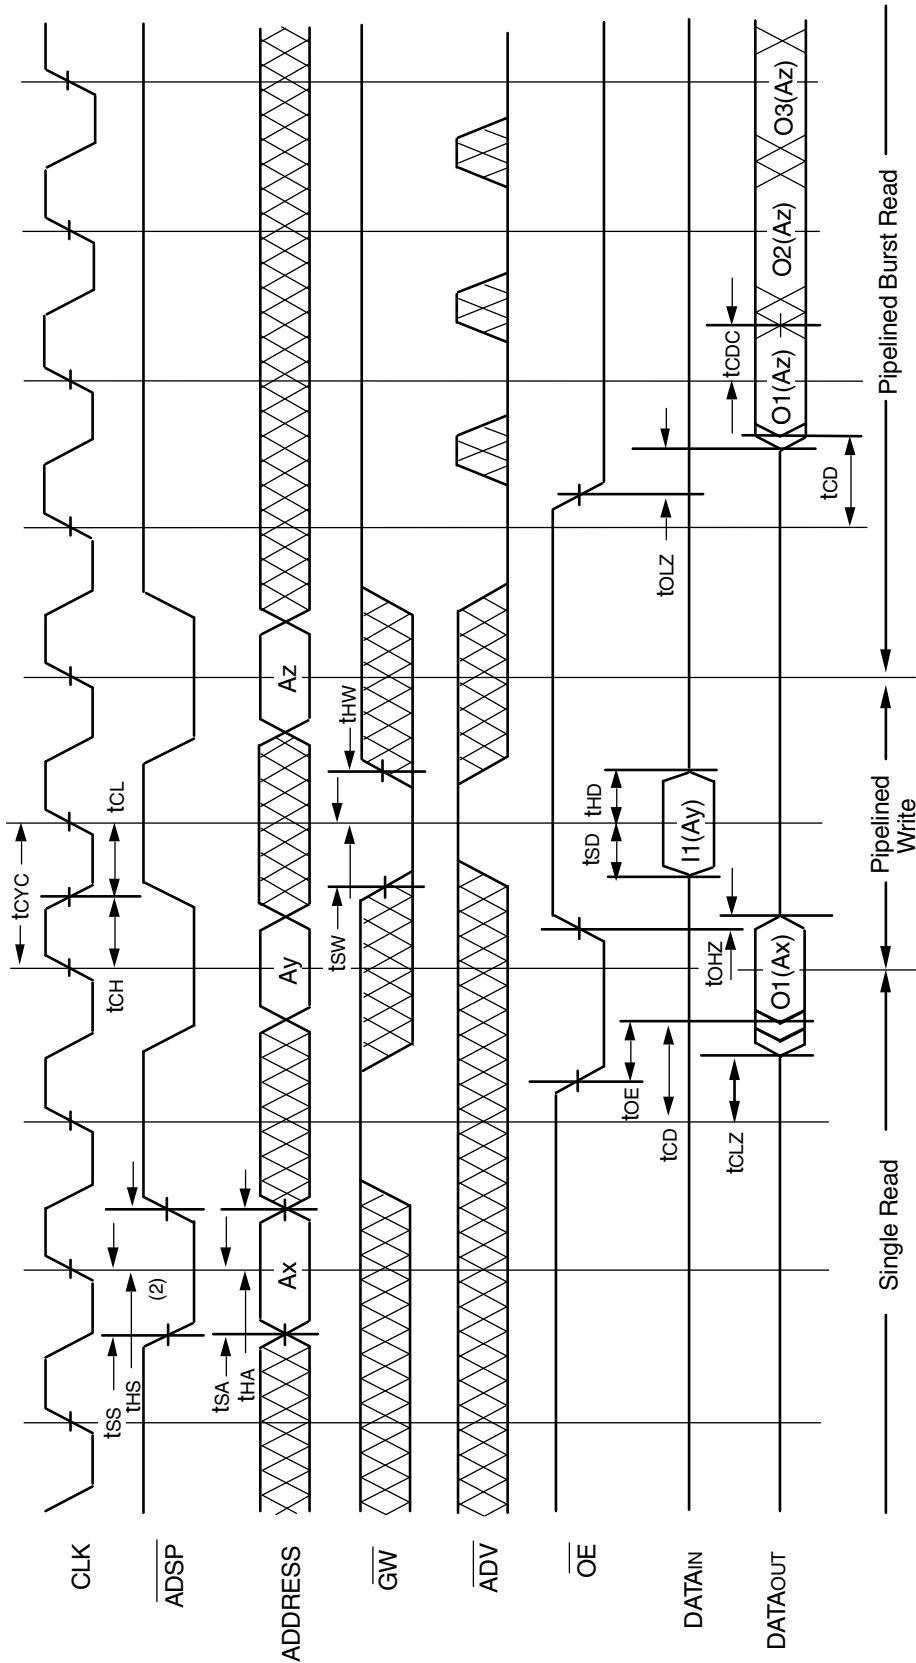 CLK
tCYC
tCH
tCL
ADSP
tSS
tHS
(2)
ADDRESS
tSA
tHA
Ax
Ay
Az
GW
tSW
tHW
ADV
OE
tOE
tOLZ
DATAIN
tCD
tSD
tHD
I1(Ay)
tCLZ
tOHZ
DATAOUT
O1(Ax)
tCDC
O1(Az)
O2(Az)
O3(Az)
tCD
Single Read
Pipelined
Write
Pipelined Burst Read